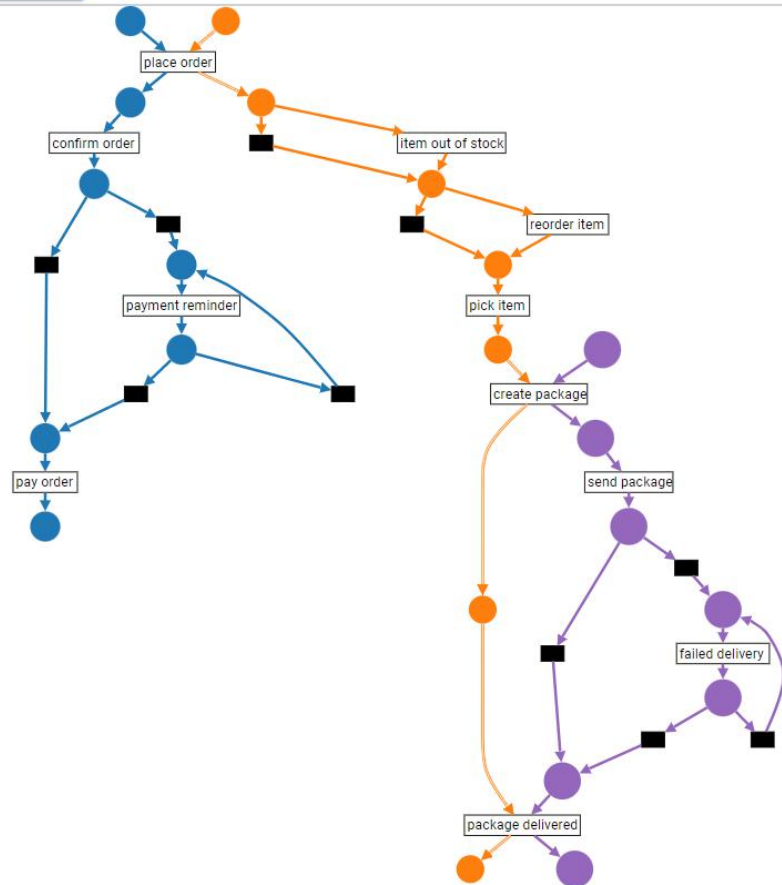 place order
confirm order
item out of stock
reorder item
payment reminder
pick item
create package
pay order
send package
failed delivery
package delivered